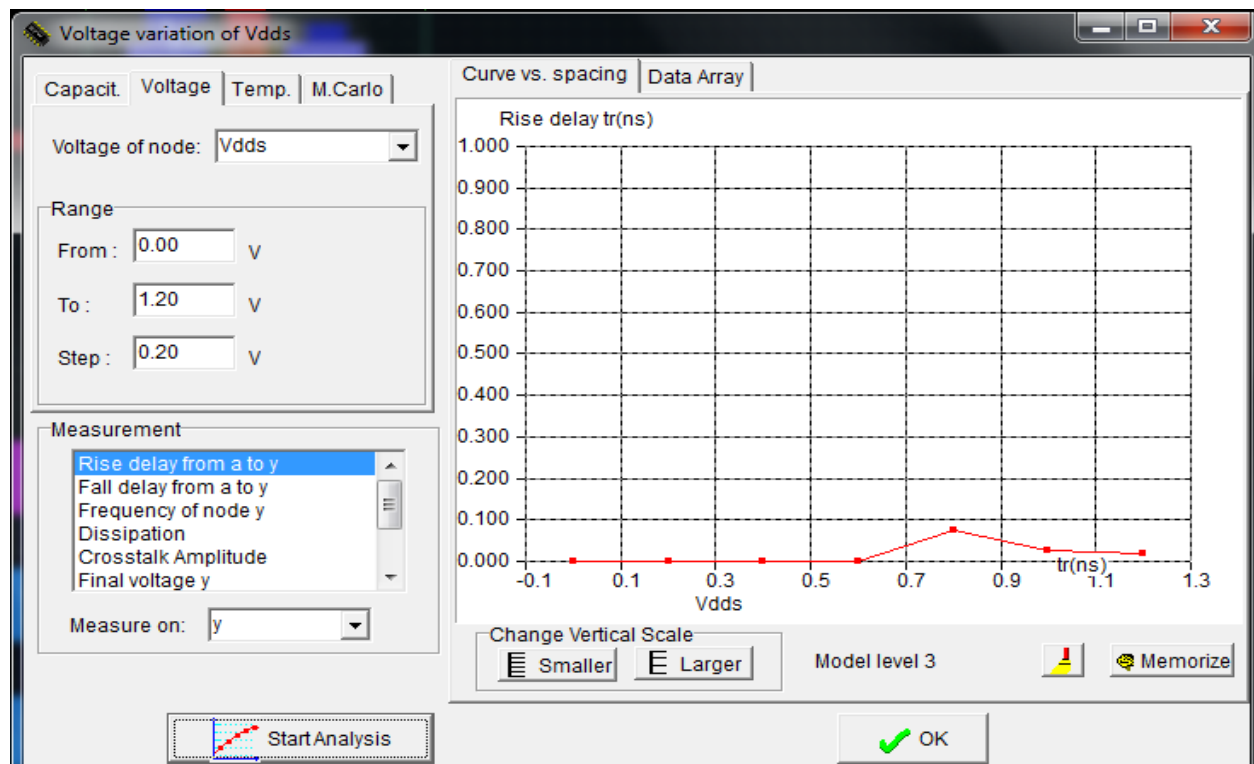 Voltage variation of Vdds
Capacit. Voltage Temp. M.Carlo
Voltage of node: Vdds
Range
From : 0.00 V
To : 1.20 V
Step : 0.20 V
Measurement
Rise delay from a to y
Fall delay from a to y
Frequency of node y
Dissipation
Crosstalk Amplitude
Final voltage y
Measure on: y
Start Analysis
Curve vs. spacing Data Array
Rise delay tr(ns)
1.000
0.900
0.800
0.700
0.600
0.500
0.400
0.300
0.200
0.100
0.000
tr(ns)
-0.1 0.1 0.3 0.5 0.7 0.9 1.1 1.3
Vdds
Change Vertical Scale
Smaller Larger
Model level 3
Memorize
OK